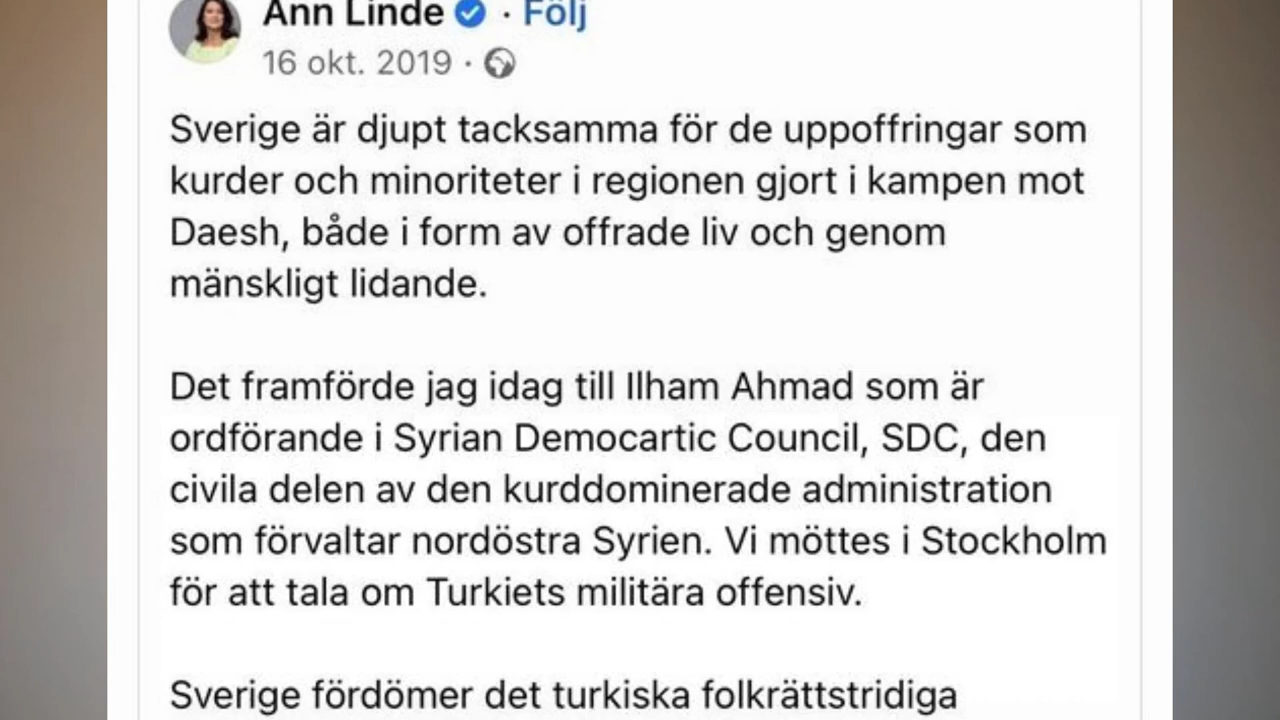 Ann Linde · Följ
16 okt. 2019 ·
Sverige är djupt tacksamma för de uppoffringar som
kurder och minoriteter i regionen gjort i kampen mot
Daesh, både i form av offrade liv och genom
mänskligt lidande.
Det framförde jag idag till Ilham Ahmad som är
ordförande i Syrian Democartic Council, SDC, den
civila delen av den kurddominerade administration
som förvaltar nordöstra Syrien. Vi möttes i Stockholm
för att tala om Turkiets militära offensiv.
Sverige fördömer det turkiska folkrättstridiga